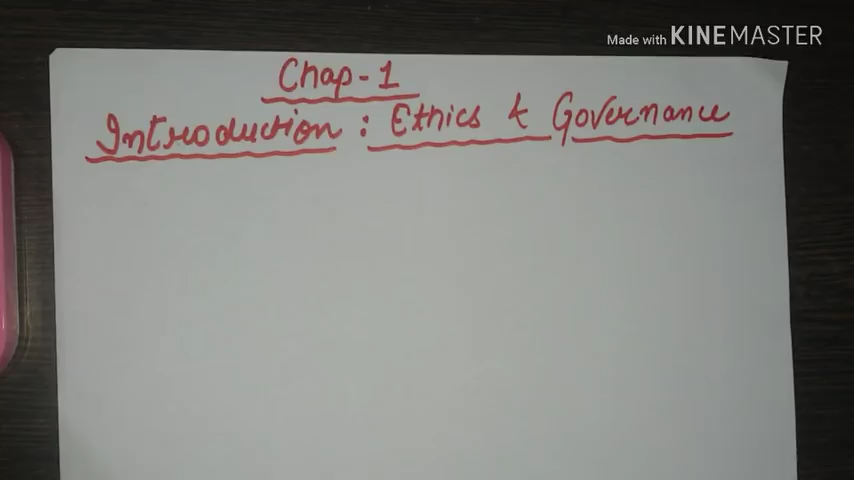 Made with KINEMASTER
Chap-1
Introduction : Ethics & Governance